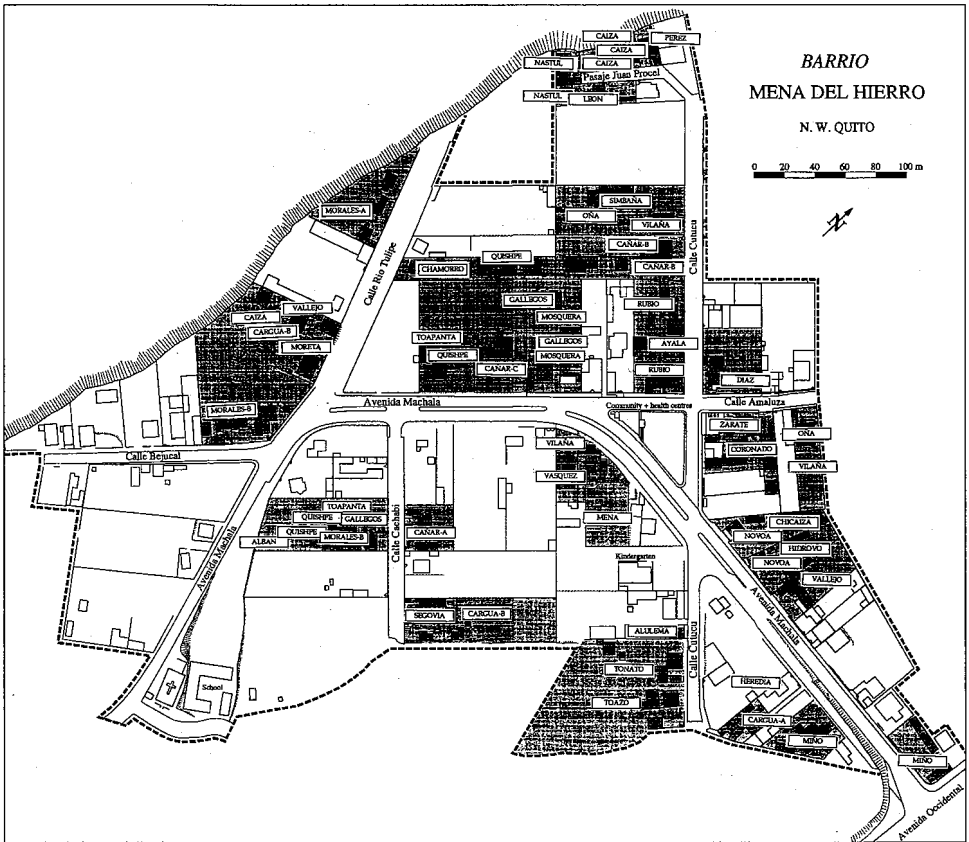 BARRIO
MENA DEL HIERRO
N. W. QUITO
0 20 40 60 80 100 m
N
CAIZA
PEREZ
CAIZA
NASTUL
CAIZA
Pasaje Juan Procel
NASTUL
LEON
MORALES-A
SIMBAÑA
OÑA
VILAÑA
CAÑAR-B
QUISHPE
CHAMORRO
CAÑAR-B
Calle Rio Tulipe
Calle Cutucu
GALLEGOS
RUBIO
MOSQUERA
VALLEJO
CAIZA
CARGUA-B
MORETA
TOAPANTA
GALLEGOS
AYALA
QUISHPE
MOSQUERA
CAÑAR-C
RUBIO
DIAZ
MORALES-B
Avenida Machala
Community + health centres
Calle Amaluza
ZARATE
OÑA
CORONADO
VILAÑA
VILAÑA
Calle Bejucal
VASQUEZ
TOAPANTA
QUISHPE
GALLEGOS
MENA
CHICAIZA
QUISHPE
MORALES-B
CAÑAR-A
NOVOA
ALBAN
HIDROVO
NOVOA
VALLEJO
Avenida Machala
Calle Cachabi
Kindergarten
Avenida Machala
SEGOVIA
CARGUA-B
ALULEMA
Calle Cutucu
TONATO
HEREDIA
School
TOAZO
CARGUA-A
MIÑO
MIÑO
Avenida Occidental